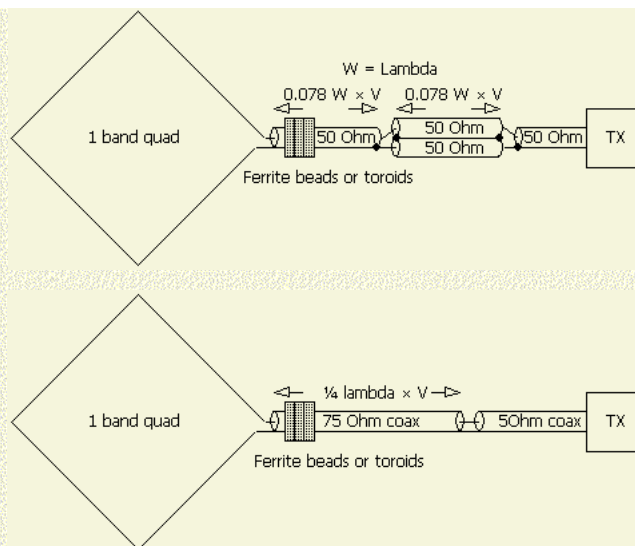 W = Lambda
0.078 W × V 0.078 W × V
1 band quad 50 Ohm 50 Ohm 50 Ohm 50 Ohm TX
Ferrite beads or toroids
¼ lambda × V
1 band quad 75 Ohm coax 5Ohm coax TX
Ferrite beads or toroids